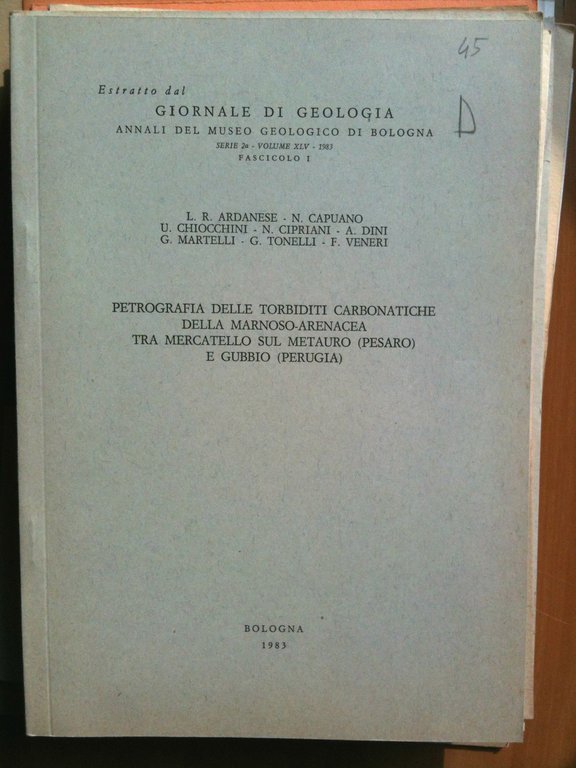 45
D
Estratto dal
GIORNALE DI GEOLOGIA
ANNALI DEL MUSEO GEOLOGICO DI BOLOGNA
SERIE 2a - VOLUME XLV - 1983
FASCICOLO I
L. R. ARDANESE - N. CAPUANO
U. CHIOCCHINI - N. CIPRIANI - A. DINI
G. MARTELLI - G. TONELLI - F. VENERI
PETROGRAFIA DELLE TORBIDITI CARBONATICHE
DELLA MARNOSO-ARENACEA
TRA MERCATELLO SUL METAURO (PESARO)
E GUBBIO (PERUGIA)
BOLOGNA
1983